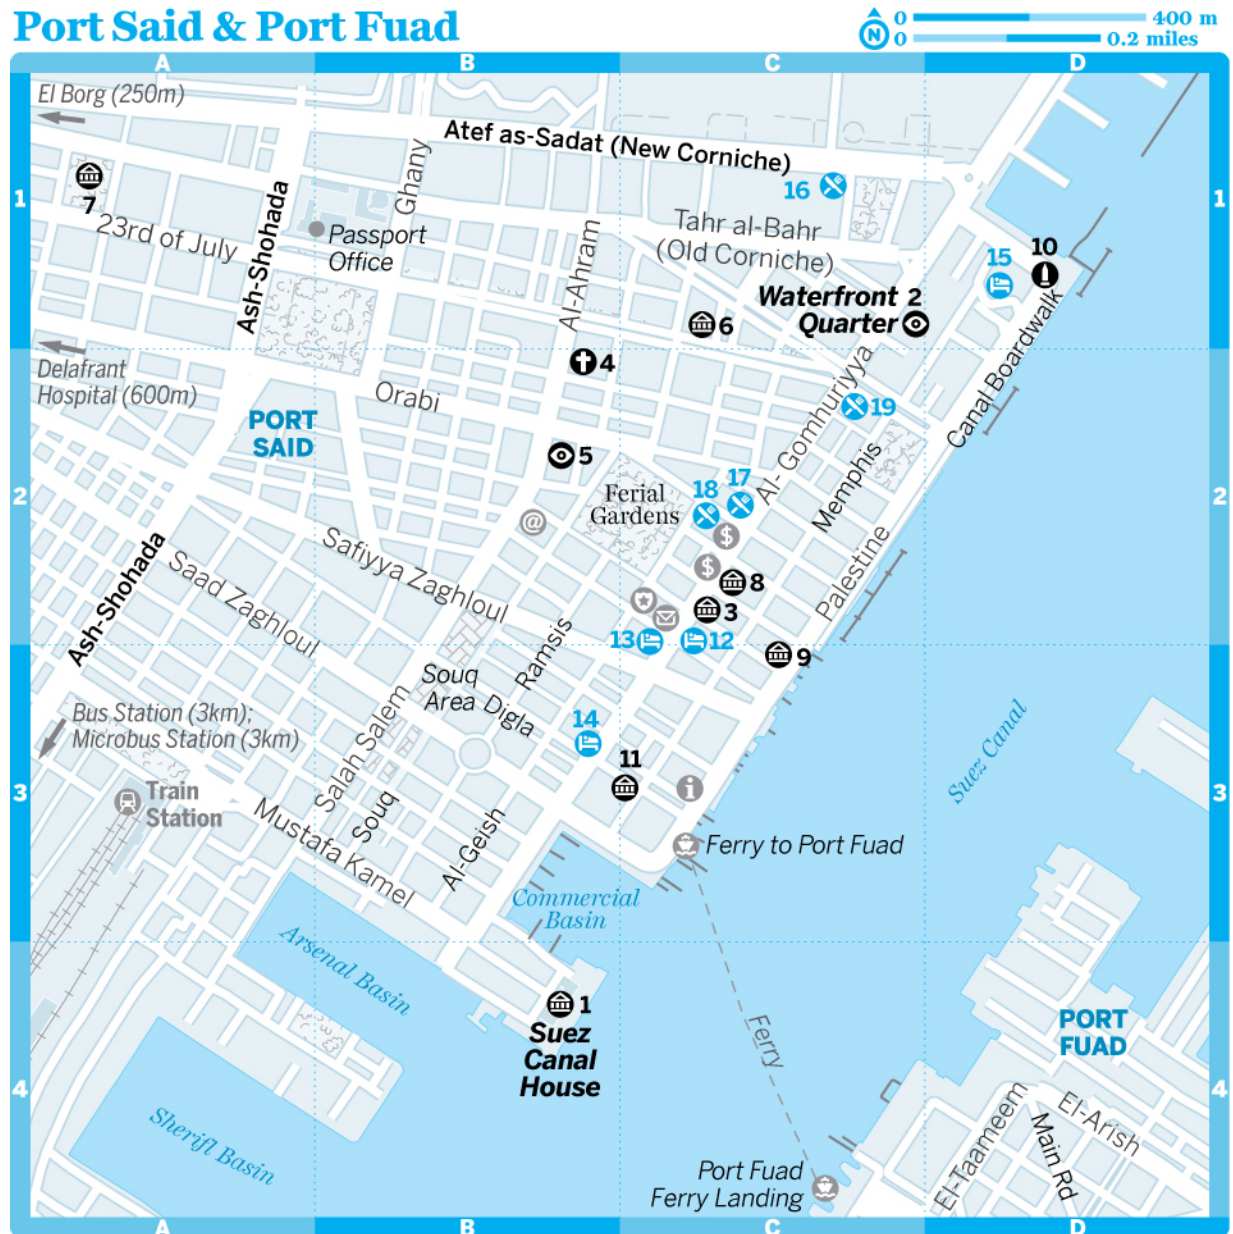 Port Said & Port Fuad
0 400 m
N
0 0.2 miles
A B C D
El Borg (250m)
Atef as-Sadat (New Corniche)
Ghany
16
1 1
7
23rd of July
Ash-Shohada
Passport
Office
Al-Ahram
Tahr al-Bahr
(Old Corniche)
15
10
Waterfront 2
Quarter
6
Canal Boardwalk
Delafrant
Hospital (600m)
4
Orabi
PORT
SAID
19
Al- Gomhuriyya
5
Memphis
2 2
Ferial
Gardens
18
17
@
$
$
Safiyya Zaghloul
Saad Zaghloul
Ash-Shohada
Palestine
8
3
13
12
9
Ramsis
Souq
Area
Digla
Bus Station (3km);
Microbus Station (3km)
14
Salah Salem
Suez Canal
11
i
3 3
Train
Station
Souq
Mustafa Kamel
Al-Geish
Ferry to Port Fuad
Commercial
Basin
Arsenal Basin
1
Suez
Canal
House
Ferry
PORT
FUAD
4 4
Sherifl Basin
El-Arish
El-Taameem
Main Rd
Port Fuad
Ferry Landing
A B C D